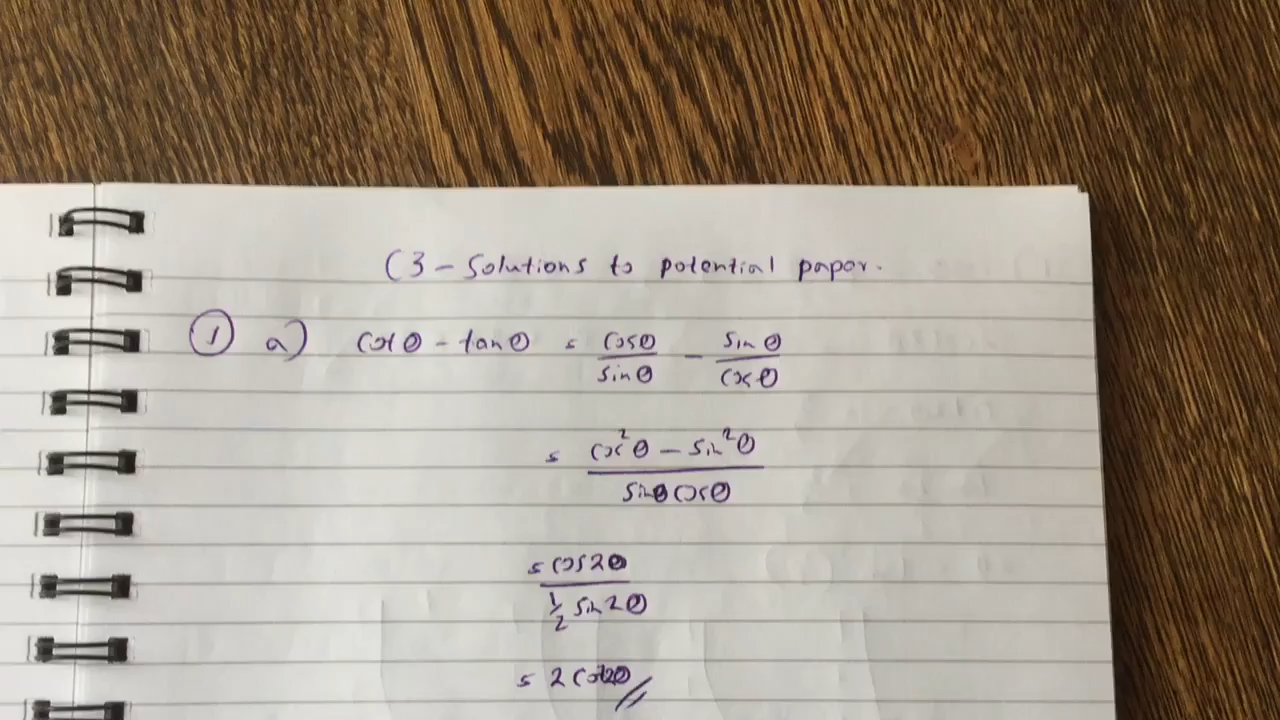 C3 - Solutions to potential paper.
① a) cotθ - tanθ = cosθ/sinθ - sinθ/cosθ
= cos²θ - sin²θ / sinθcosθ
= cos2θ / ½ sin2θ
= 2cot2θ //